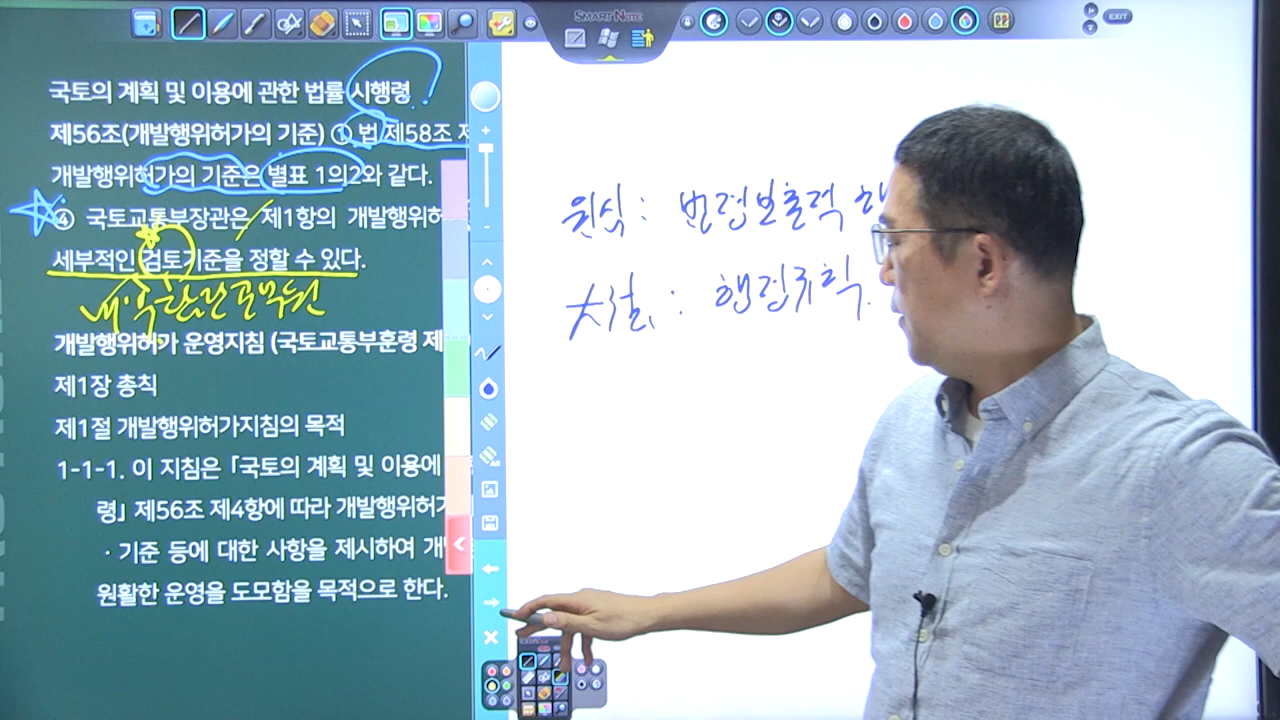 SMART NOTE
EXIT
국토의 계획 및 이용에 관한 법률 시행령
제56조(개발행위허가의 기준) ① 법 제58조 제
개발행위허가의 기준은 별표 1의2와 같다.
④ 국토교통부장관은 제1항의 개발행위허
세부적인 검토기준을 정할 수 있다.
개발행위허가 운영지침 (국토교통부훈령 제
제1장 총칙
제1절 개발행위허가지침의 목적
1-1-1. 이 지침은 「국토의 계획 및 이용에
령」 제56조 제4항에 따라 개발행위허가
· 기준 등에 대한 사항을 제시하여 개발
원활한 운영을 도모함을 목적으로 한다.
원식 : 법령보충력
大法 : 행정규칙.